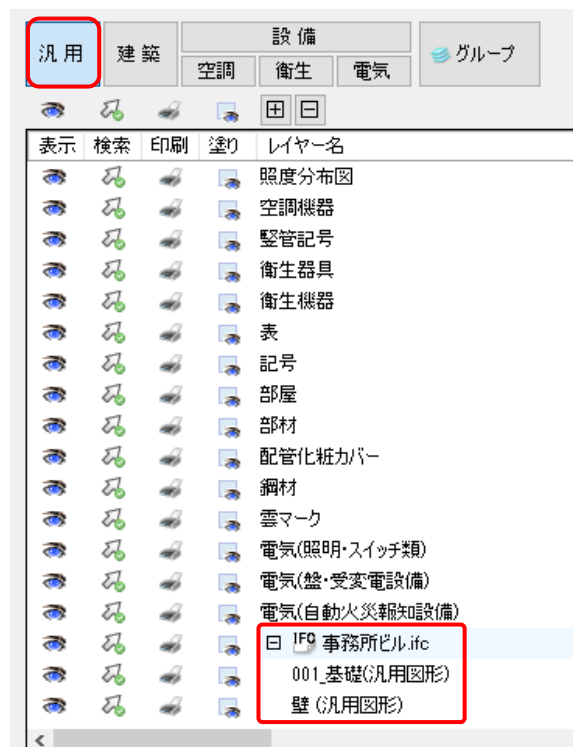 汎用
建築
設備
空調
衛生
電気
グループ
表示 検索 印刷 塗り レイヤー名
照度分布図
空調機器
竪管記号
衛生器具
衛生機器
表
記号
部屋
部材
配管化粧カバー
鋼材
雲マーク
電気(照明・スイッチ類)
電気(盤・受変電設備)
電気(自動火災報知設備)
IFC 事務所ビル.ifc
001_基礎(汎用図形)
壁 (汎用図形)